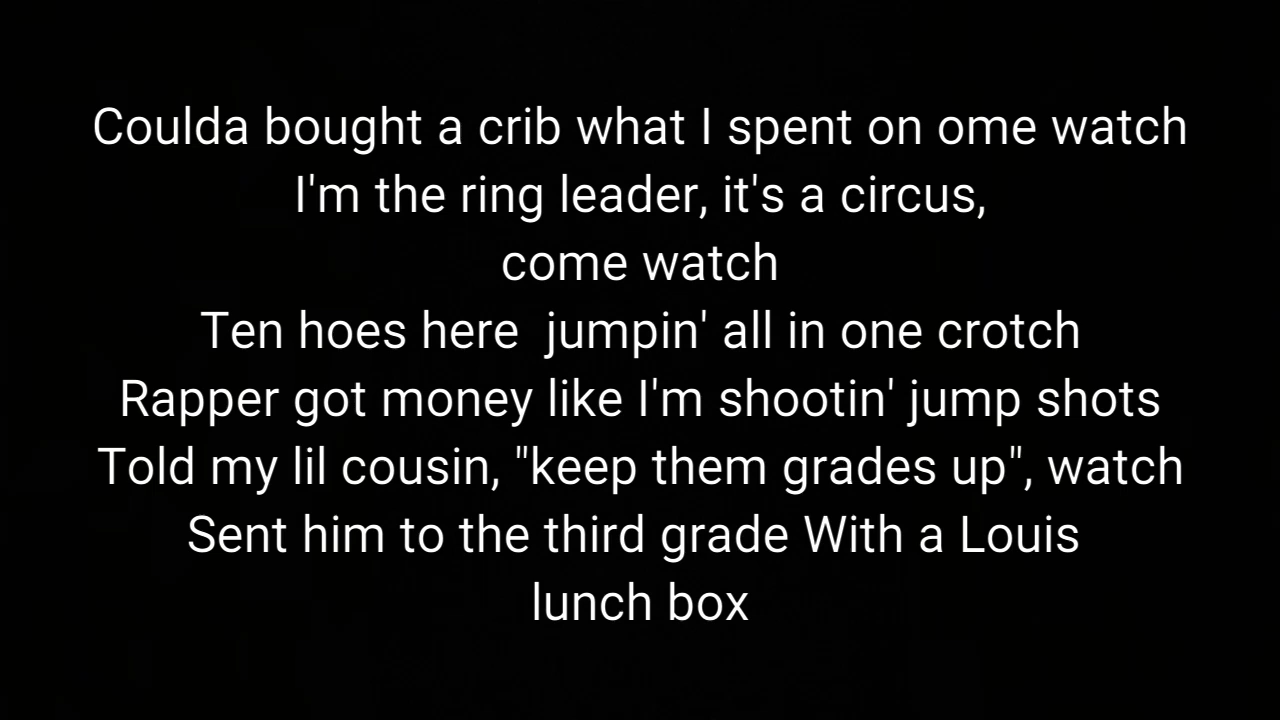 Coulda bought a crib what I spent on ome watch
I'm the ring leader, it's a circus,
come watch
Ten hoes here  jumpin' all in one crotch
Rapper got money like I'm shootin' jump shots
Told my lil cousin, "keep them grades up", watch
Sent him to the third grade With a Louis
lunch box